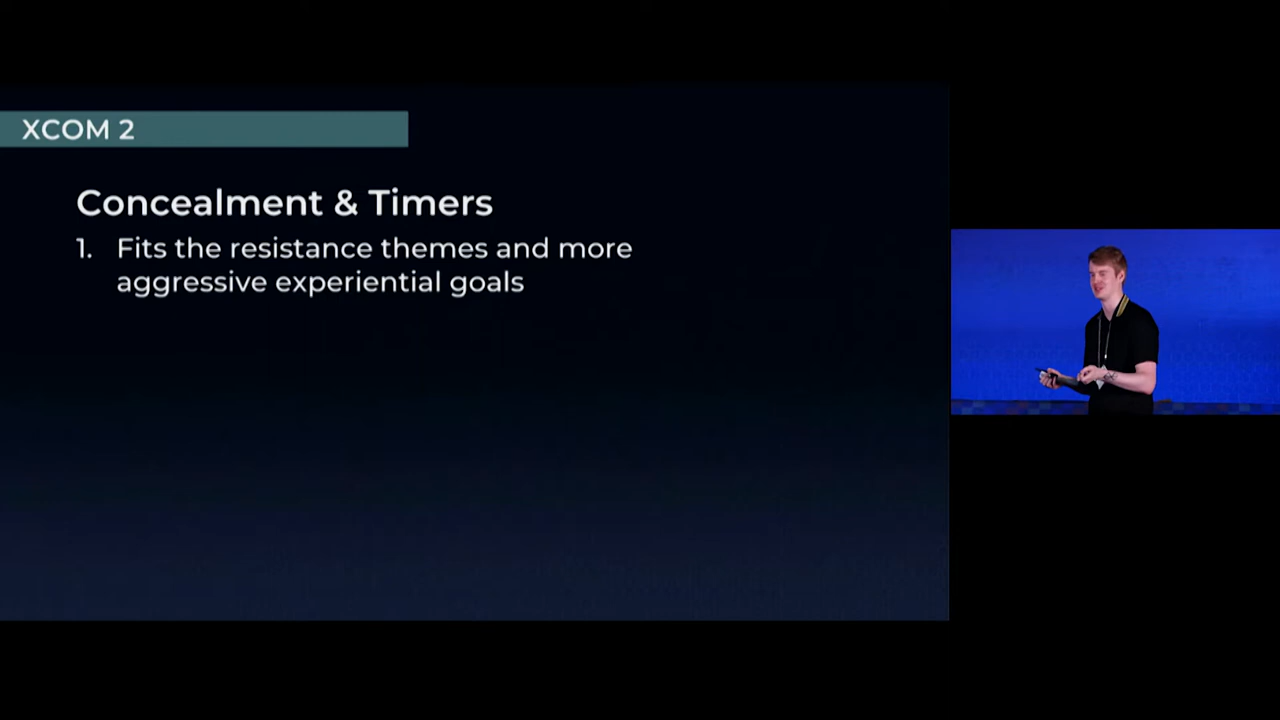 XCOM 2
Concealment & Timers
1. Fits the resistance themes and more
aggressive experiential goals